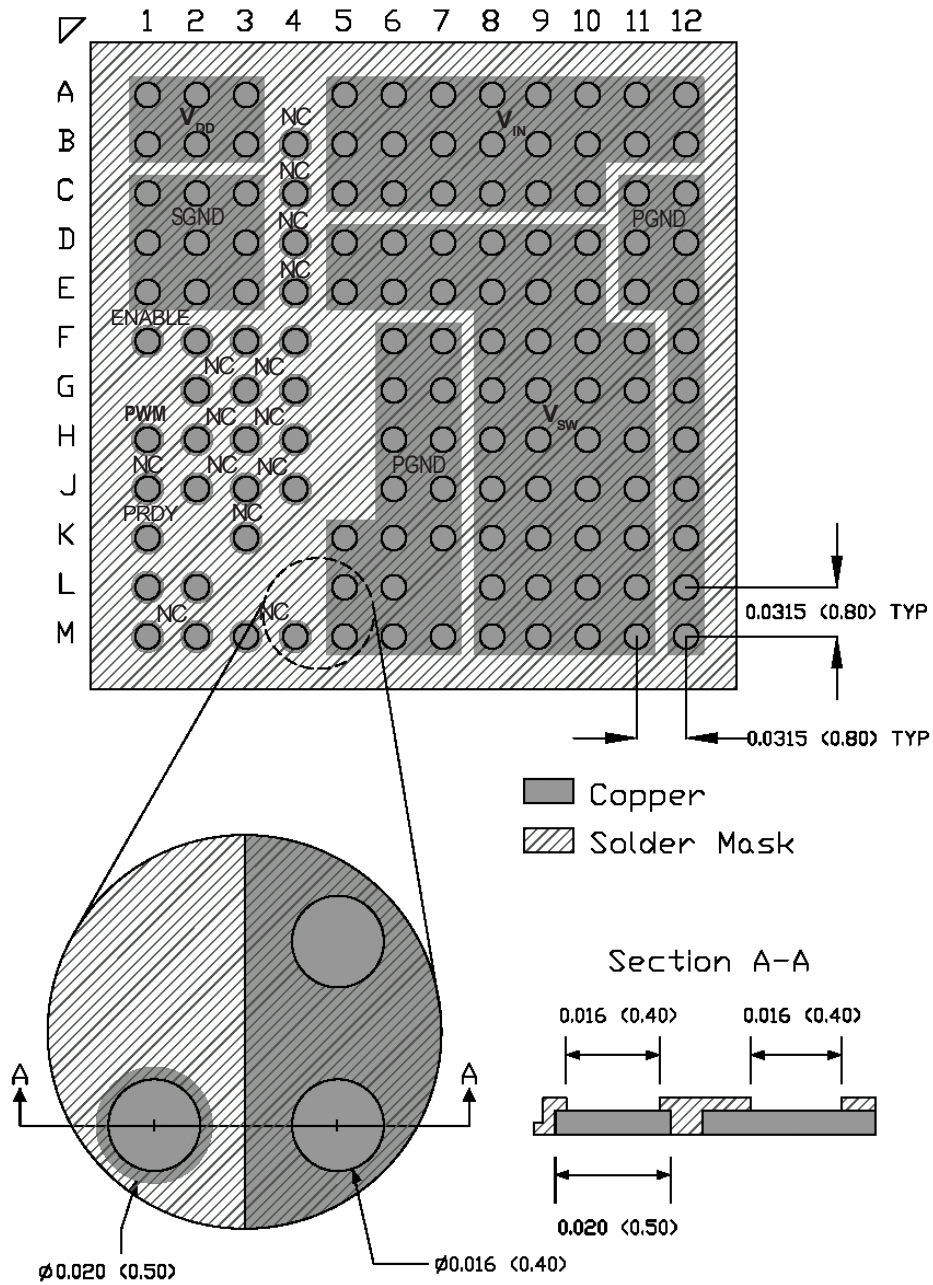 1 2 3 4 5 6 7 8 9 10 11 12
A
NC
V_DD
V_IN
B
NC
C
SGND
NC
PGND
D
NC
E
ENABLE
F
NC NC
G
PWM
NC NC
V_SW
H
NC
NC NC
PGND
J
PRDY
NC
K
L
0.0315 (0.80) TYP
NC
NC
M
0.0315 (0.80) TYP
Copper
Solder Mask
Section A-A
0.016 (0.40)
0.016 (0.40)
A
A
0.020 (0.50)
Ø0.020 (0.50)
Ø0.016 (0.40)